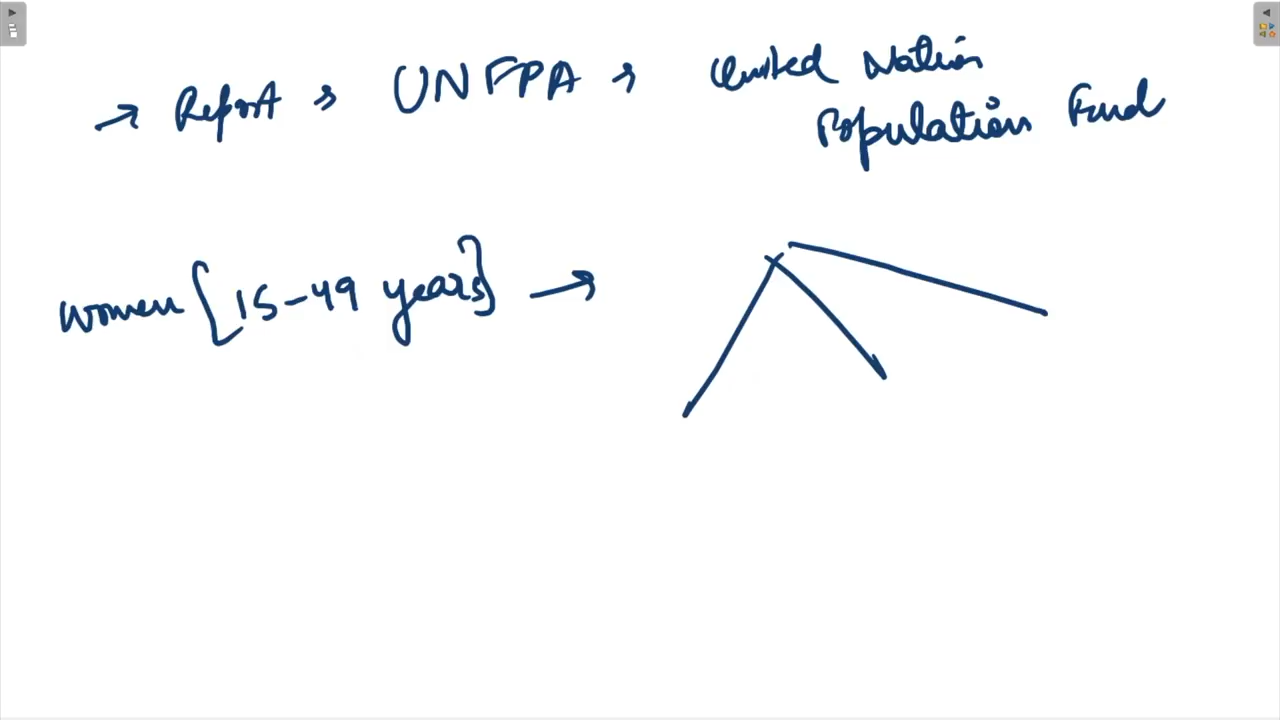 → Report → UNFPA → United Nation
Population Fund
women [15-49 years] →